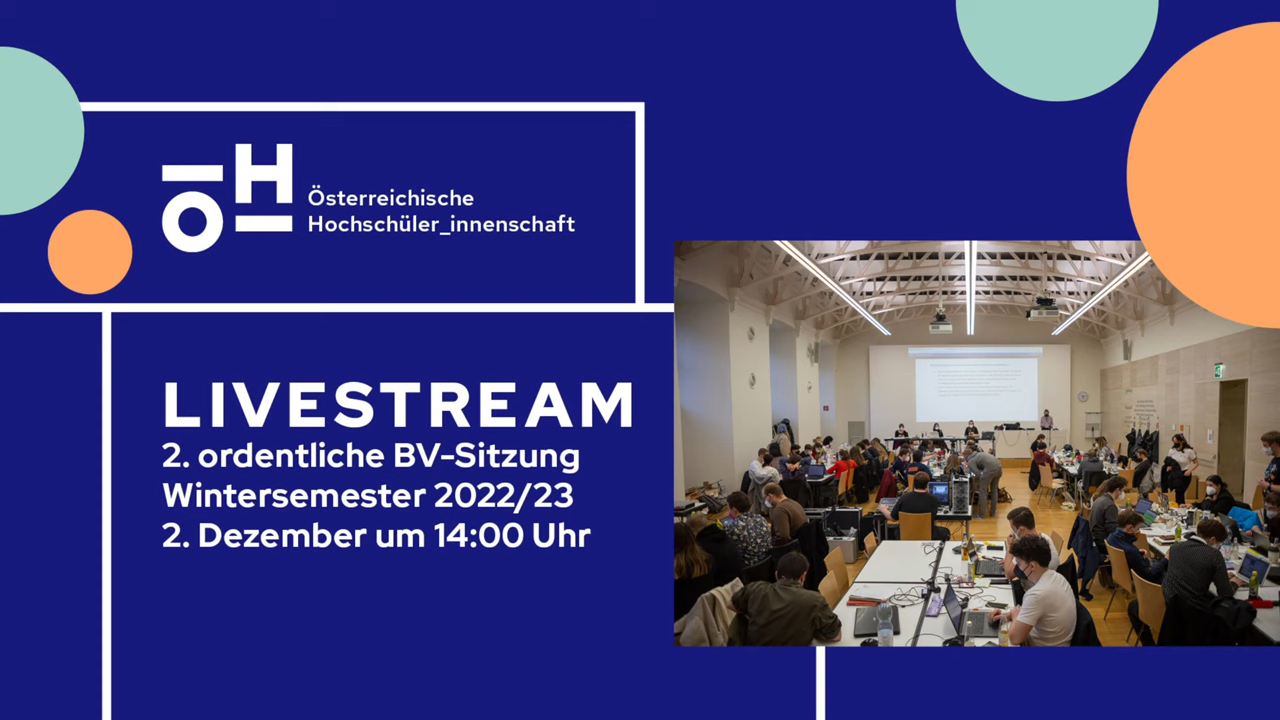 ÖH
Österreichische
Hochschüler_innenschaft
LIVESTREAM
2. ordentliche BV-Sitzung
Wintersemester 2022/23
2. Dezember um 14:00 Uhr